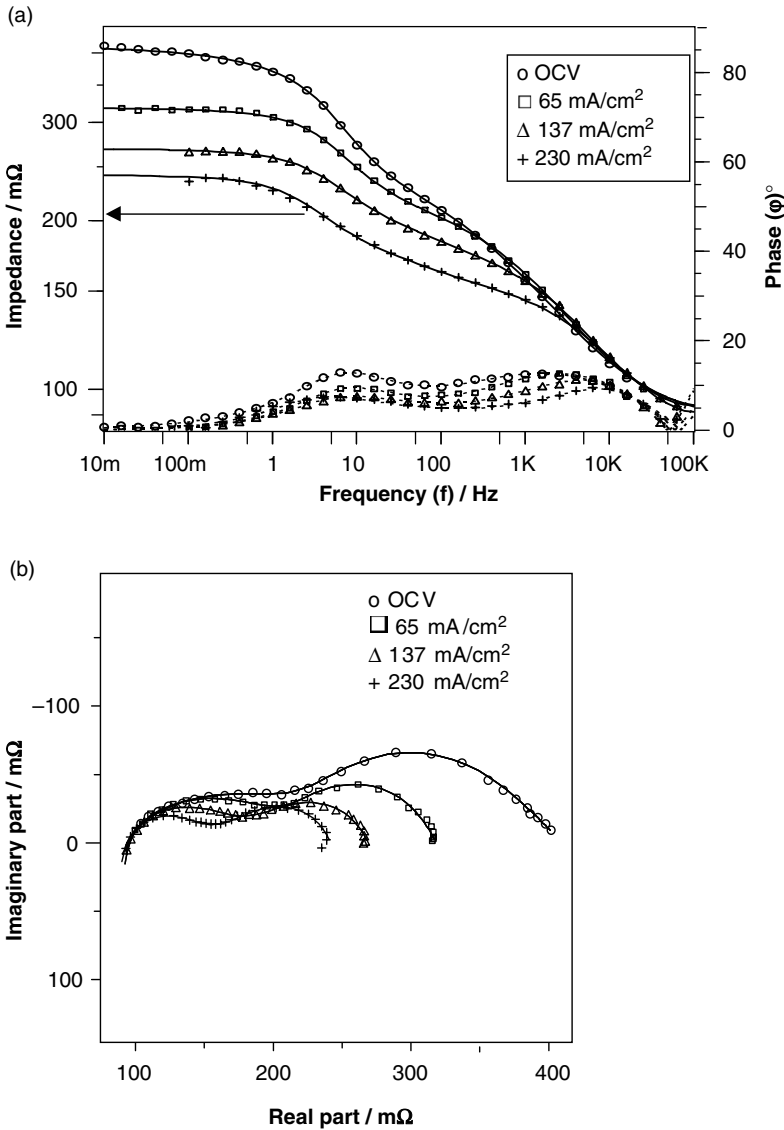 (a)
o OCV
□ 65 mA/cm²
Δ 137 mA/cm²
+ 230 mA/cm²
Impedance / mΩ
300
200
150
100
Phase (φ)°
80
60
40
20
0
10m 100m 1 10 100 1K 10K 100K
Frequency (f) / Hz
(b)
o OCV
□ 65 mA/cm²
Δ 137 mA/cm²
+ 230 mA/cm²
Imaginary part / mΩ
−100
0
100
100 200 300 400
Real part / mΩ